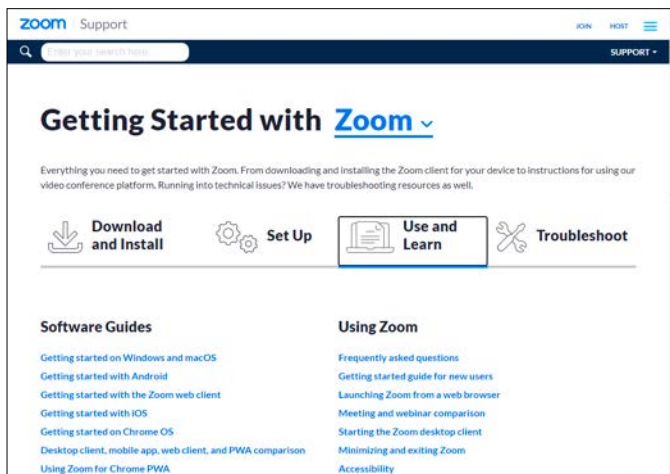 zoom Support
JOIN HOST
Enter your search here
SUPPORT
Getting Started with Zoom
Everything you need to get started with Zoom. From downloading and installing the Zoom client for your device to instructions for using our
video conference platform. Running into technical issues? We have troubleshooting resources as well.
Download
and Install
Set Up
Use and
Learn
Troubleshoot
Software Guides
Getting started on Windows and macOS
Getting started with Android
Getting started with the Zoom web client
Getting started with iOS
Getting started on Chrome OS
Desktop client, mobile app, web client, and PWA comparison
Using Zoom for Chrome PWA
Using Zoom
Frequently asked questions
Getting started guide for new users
Launching Zoom from a web browser
Meeting and webinar comparison
Starting the Zoom desktop client
Minimizing and exiting Zoom
Accessibility